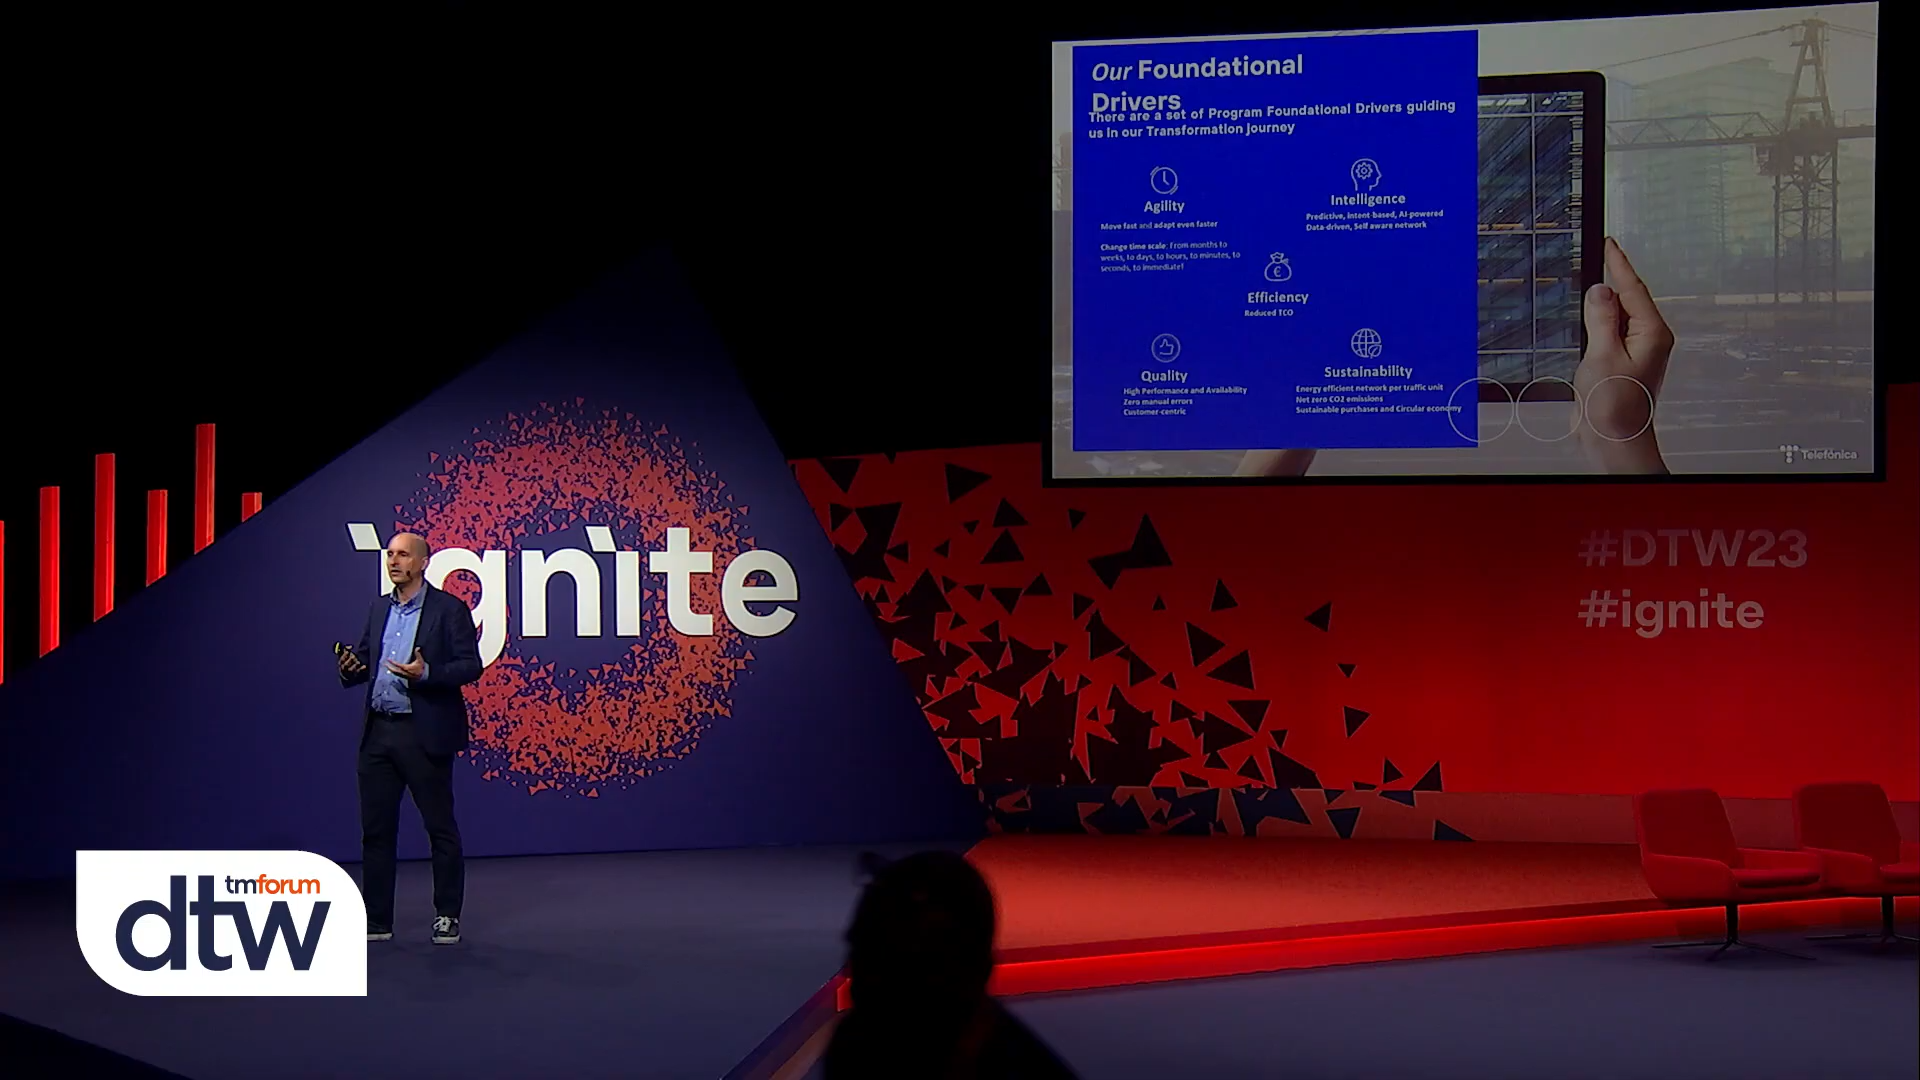 Our Foundational
Drivers
There are a set of Program Foundational Drivers guiding
us in our Transformation journey
Agility
Move fast and adapt even faster
Change time scale: From months to
weeks, to days, to hours, to minutes, to
seconds, to immediate!
Intelligence
Predictive, intent-based, AI-powered
Data-driven, Self aware network
€
Efficiency
Reduced TCO
Quality
High Performance and Availability
Zero manual errors
Customer-centric
Sustainability
Energy efficient network per traffic unit
Net zero CO2 emissions
Sustainable purchases and Circular economy
Telefónica
ignite
#DTW23
#ignite
tmforum
dtw